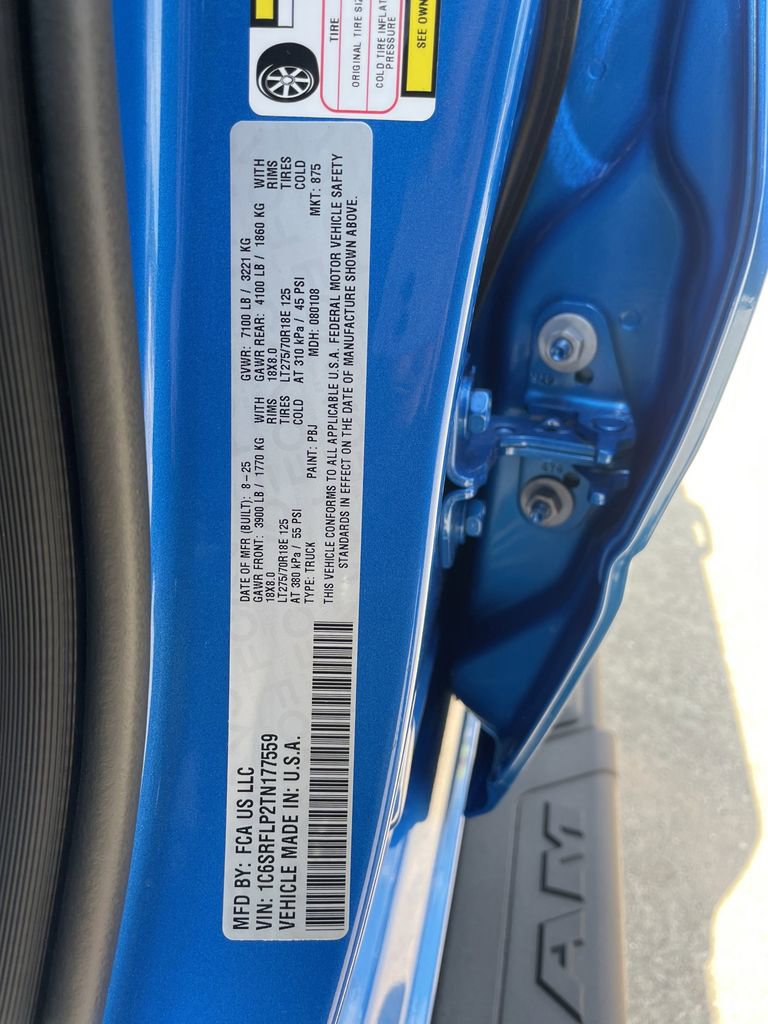 TIRE
ORIGINAL TIRE SIZ
COLD TIRE INFLAT
PRESSURE
SEE OWN
MFD BY: FCA US LLC
VIN: 1C6SRFLP2TN177559
VEHICLE MADE IN: U.S.A.
DATE OF MFR (BUILT): 8-25 GVWR: 7100 LB / 3221 KG
GAWR FRONT: 3900 LB / 1770 KG WITH GAWR REAR: 4100 LB / 1860 KG WITH
18X8.0 RIMS 18X8.0 RIMS
LT275/70R18E 125 TIRES LT275/70R18E 125 TIRES
AT 380 kPa / 55 PSI COLD AT 310 kPa / 45 PSI COLD
TYPE: TRUCK PAINT: PBJ MDH: 080108 MKT: 875
THIS VEHICLE CONFORMS TO ALL APPLICABLE U.S.A. FEDERAL MOTOR VEHICLE SAFETY
STANDARDS IN EFFECT ON THE DATE OF MANUFACTURE SHOWN ABOVE.
AM